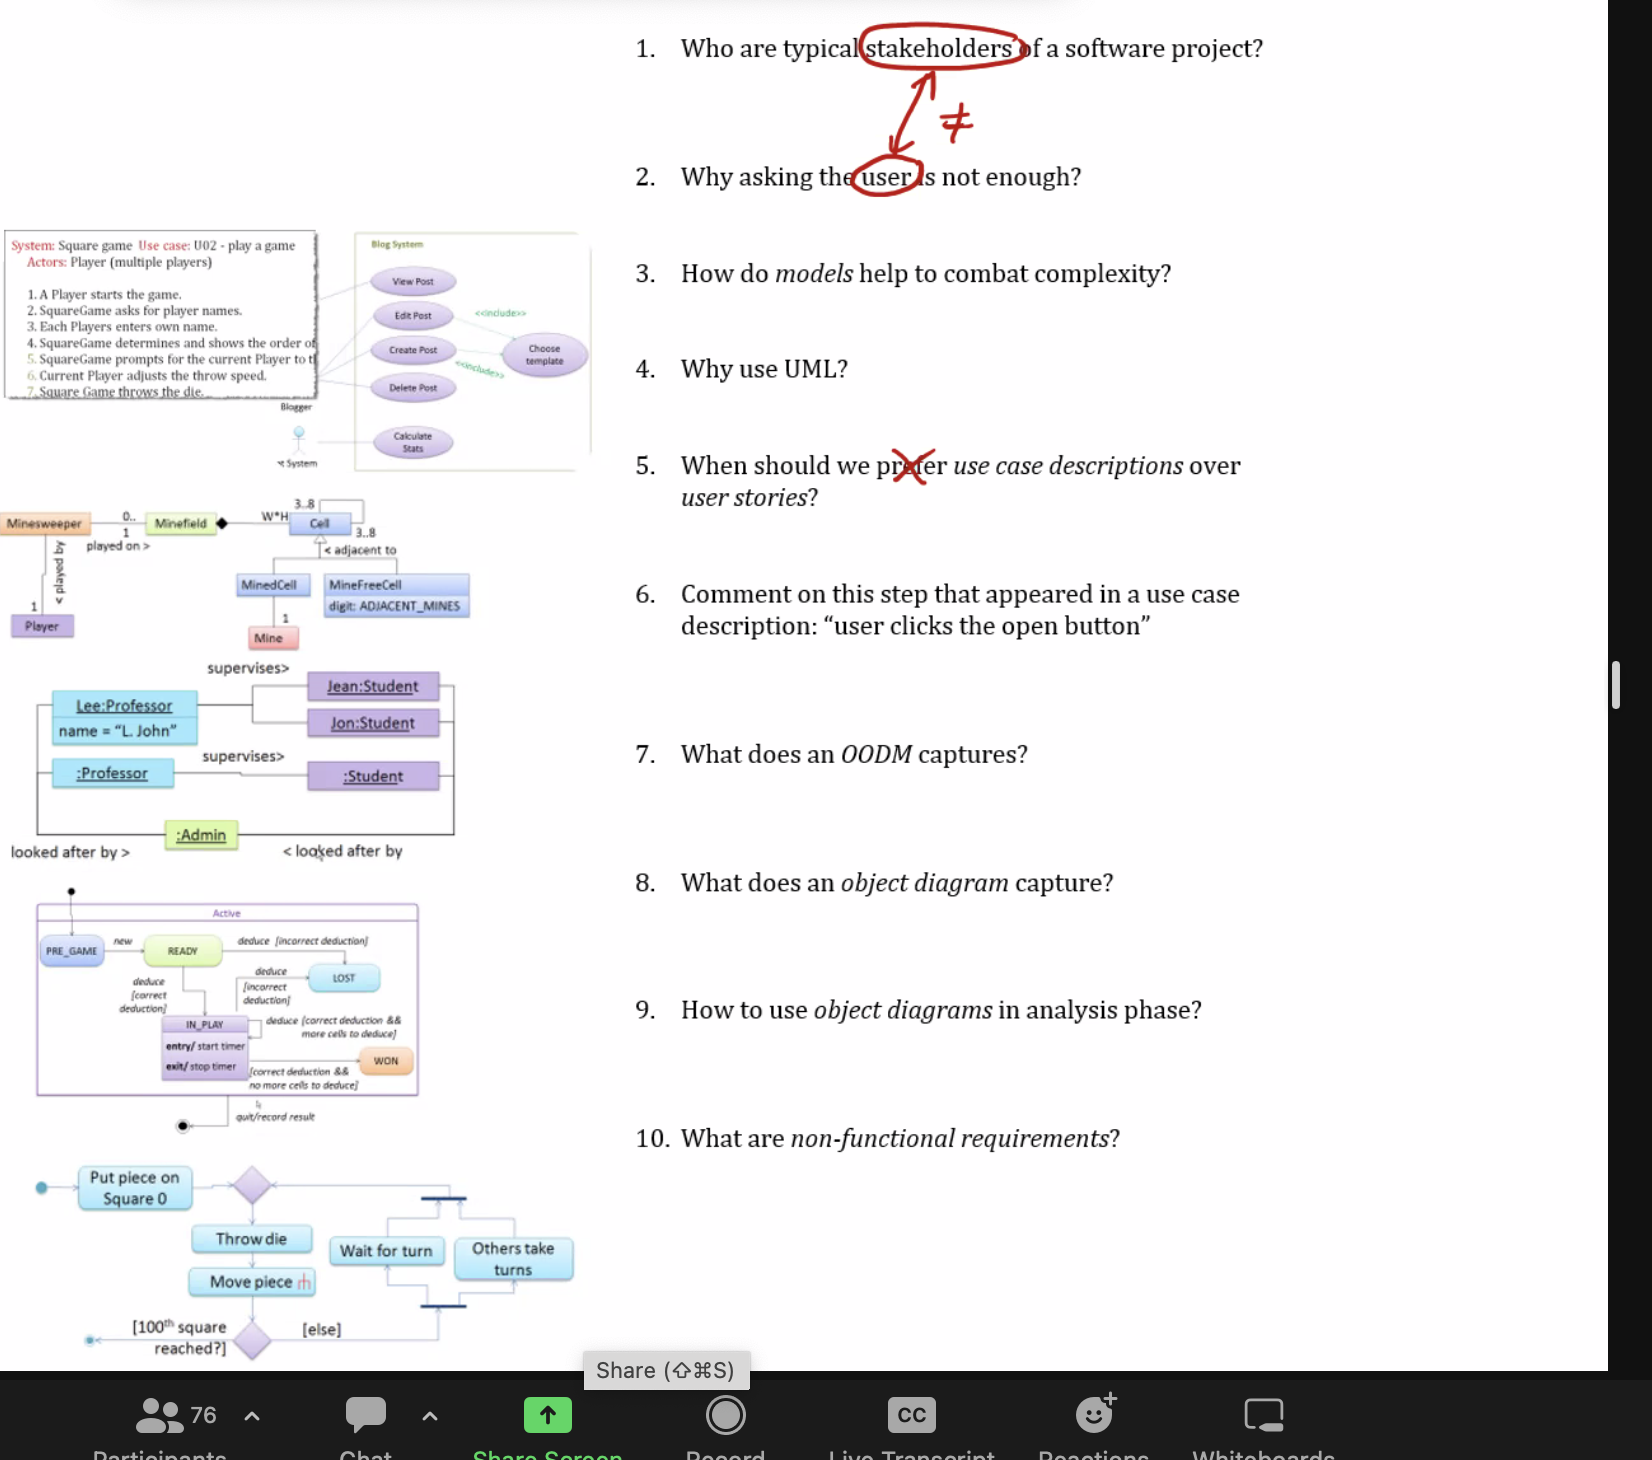 1. Who are typical stakeholders of a software project?
≠
2. Why asking the user is not enough?
3. How do models help to combat complexity?
4. Why use UML?
5. When should we prefer use case descriptions over
user stories?
6. Comment on this step that appeared in a use case
description: “user clicks the open button”
7. What does an OODM captures?
8. What does an object diagram capture?
9. How to use object diagrams in analysis phase?
10. What are non-functional requirements?
System: Square game Use case: U02 - play a game
Actors: Player (multiple players)
1. A Player starts the game.
2. SquareGame asks for player names.
3. Each Players enters own name.
4. SquareGame determines and shows the order of
5. SquareGame prompts for the current Player to
6. Current Player adjusts the throw speed.
7. Square Game throws the die.
Blog System
View Post
Edit Post
<<include>>
Create Post
Choose
template
<<include>>
Delete Post
Blogger
Calculate
Stats
System
Minesweeper
0..
1
Minefield
W*H
3..8
Cell
3..8
played on >
< adjacent to
< played by
MinedCell
MineFreeCell
digit: ADJACENT_MINES
1
1
Player
Mine
supervises>
Jean:Student
Lee:Professor
name = “L. John”
Jon:Student
supervises>
:Professor
:Student
:Admin
looked after by >
< looked after by
Active
PRE_GAME
new
READY
deduce [incorrect deduction]
deduce
[correct
deduction]
deduce
[incorrect
deduction]
LOST
IN_PLAY
entry/ start timer
exit/ stop timer
deduce [correct deduction &&
more cells to deduce]
WON
[correct deduction &&
no more cells to deduce]
quit/record result
Put piece on
Square 0
Throw die
Wait for turn
Others take
turns
Move piece
[100th square
reached?]
[else]
Share (⇧⌘S)
76
CC
Participants
Chat
Share Screen
Record
Live Transcript
Reactions
Whiteboards